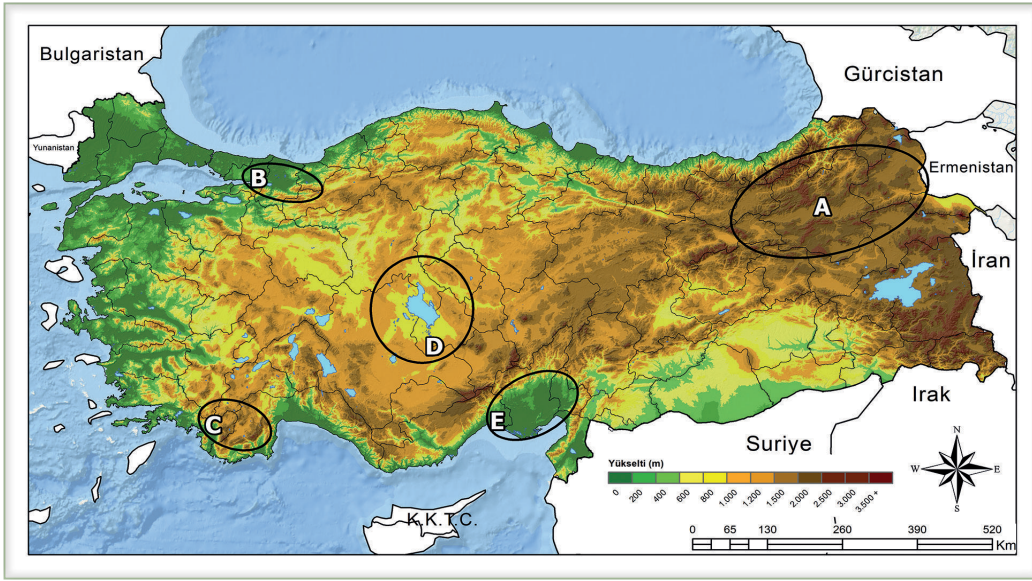 Bulgaristan
Gürcistan
Yunanistan
Ermenistan
B
A
İran
D
C
E
Irak
Suriye
K.K.T.C.
Yükselti (m)
0 200 400 600 800 1.000 1.200 1.500 2.000 2.500 3.000 3.500 +
N
W E
S
0 65 130 260 390 520
Km